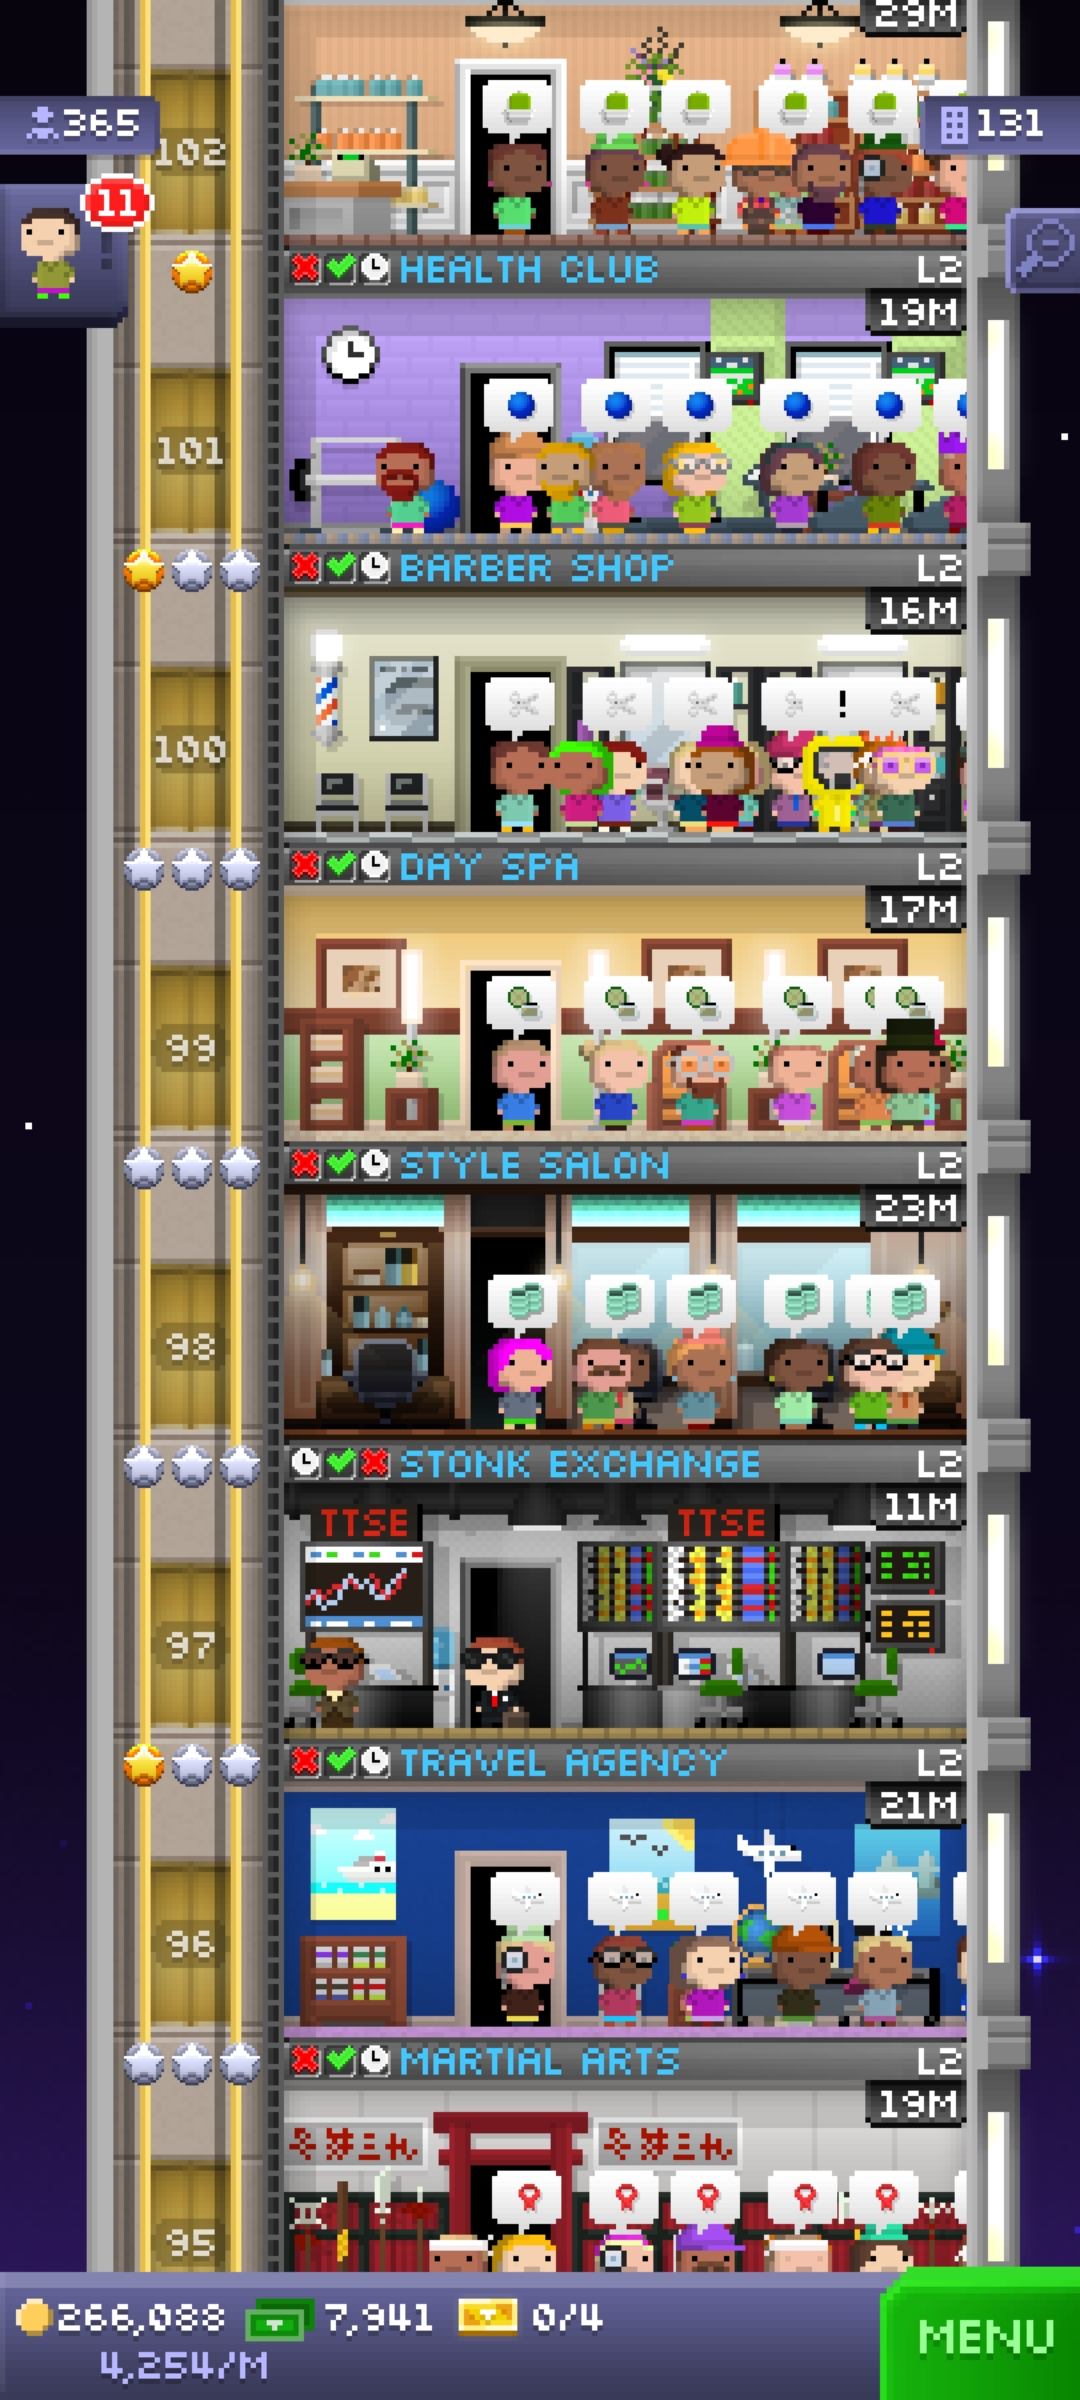 29M
365
131
102
11
HEALTH CLUB L2
19M
101
BARBER SHOP L2
16M
!
100
DAY SPA L2
17M
99
STYLE SALON L2
23M
98
STONK EXCHANGE L2
11M
TTSE TTSE
97
TRAVEL AGENCY L2
21M
96
MARTIAL ARTS L2
19M
95
266,088 7,941 0/4
4,254/M
MENU